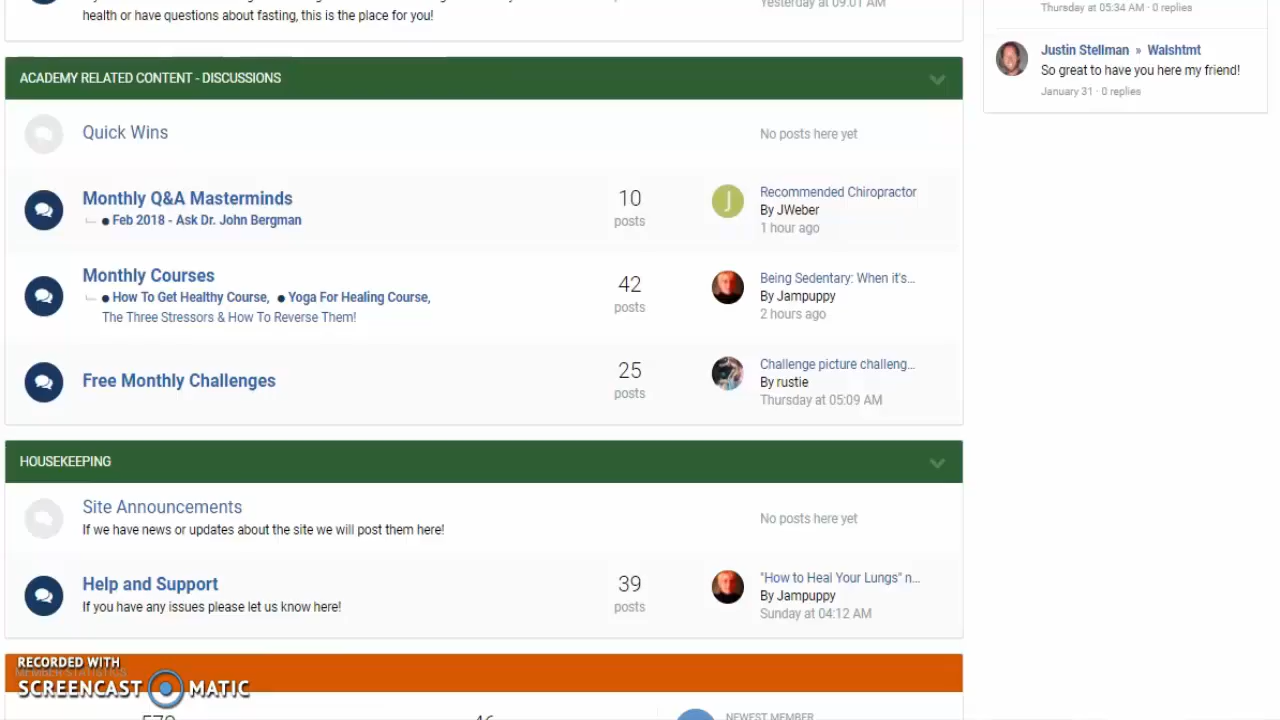 health or have questions about fasting, this is the place for you!
Yesterday at 09:01 AM
Thursday at 05:34 AM · 0 replies
Justin Stellman » Walshtmt
So great to have you here my friend!
January 31 · 0 replies
ACADEMY RELATED CONTENT - DISCUSSIONS
Quick Wins
No posts here yet
Monthly Q&A Masterminds
Feb 2018 - Ask Dr. John Bergman
10
posts
Recommended Chiropractor
By JWeber
1 hour ago
J
Monthly Courses
How To Get Healthy Course, Yoga For Healing Course,
The Three Stressors & How To Reverse Them!
42
posts
Being Sedentary: When it's...
By Jampuppy
2 hours ago
Free Monthly Challenges
25
posts
Challenge picture challeng...
By rustie
Thursday at 05:09 AM
HOUSEKEEPING
Site Announcements
If we have news or updates about the site we will post them here!
No posts here yet
Help and Support
If you have any issues please let us know here!
39
posts
"How to Heal Your Lungs" n...
By Jampuppy
Sunday at 04:12 AM
RECORDED WITH
MEMBER STATISTICS
SCREENCAST MATIC
NEWEST MEMBER